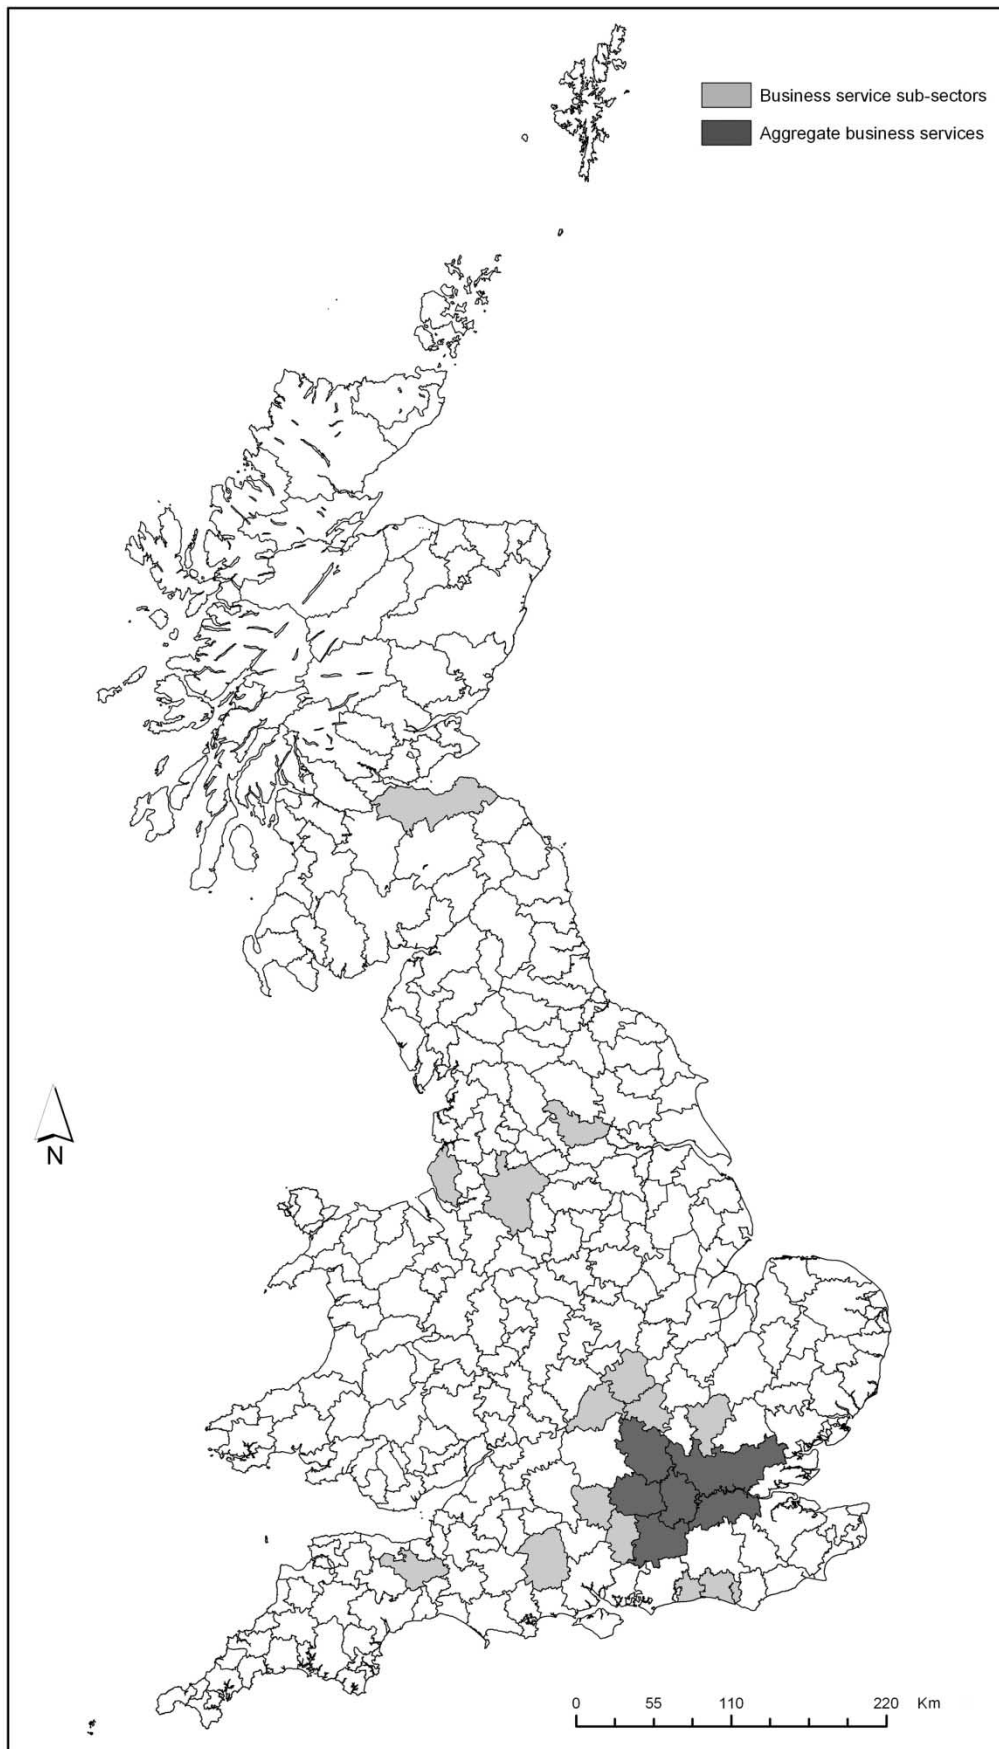 Business service sub-sectors
Aggregate business services
N
0 55 110 220 Km